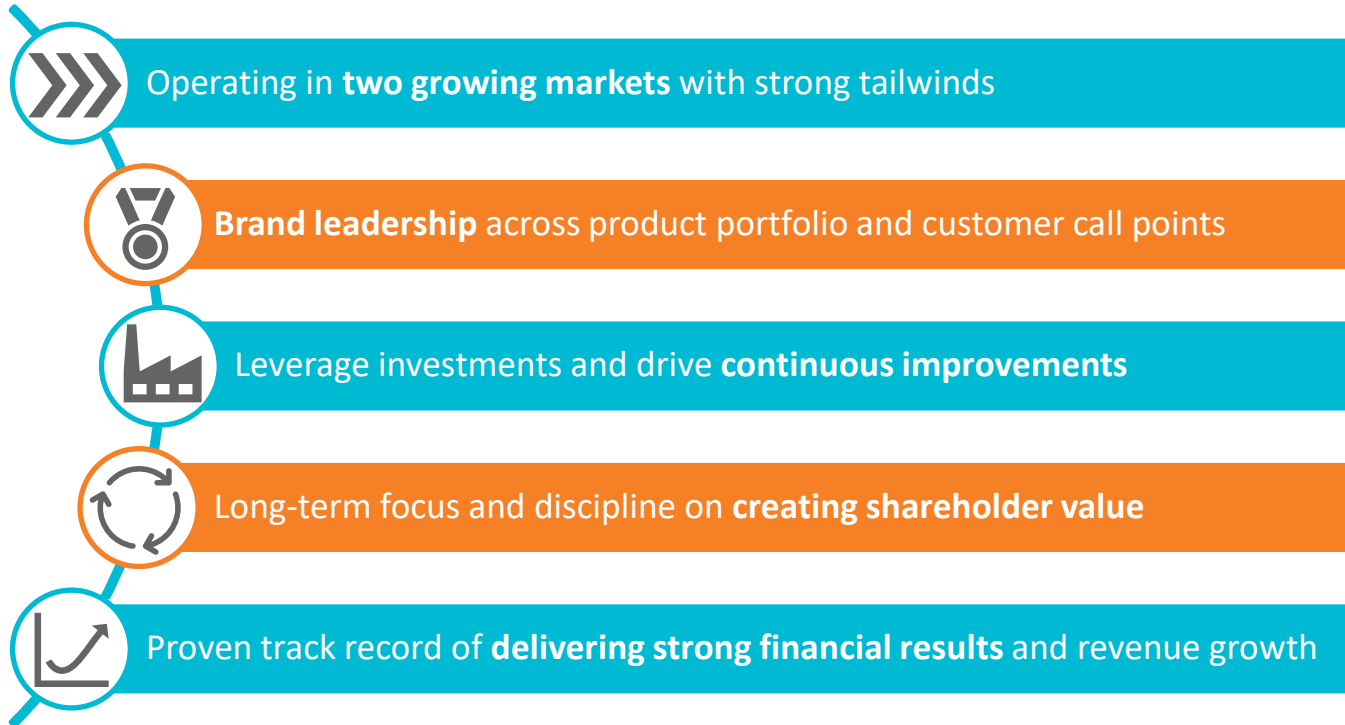 Operating in two growing markets with strong tailwinds
Brand leadership across product portfolio and customer call points
Leverage investments and drive continuous improvements
Long-term focus and discipline on creating shareholder value
Proven track record of delivering strong financial results and revenue growth